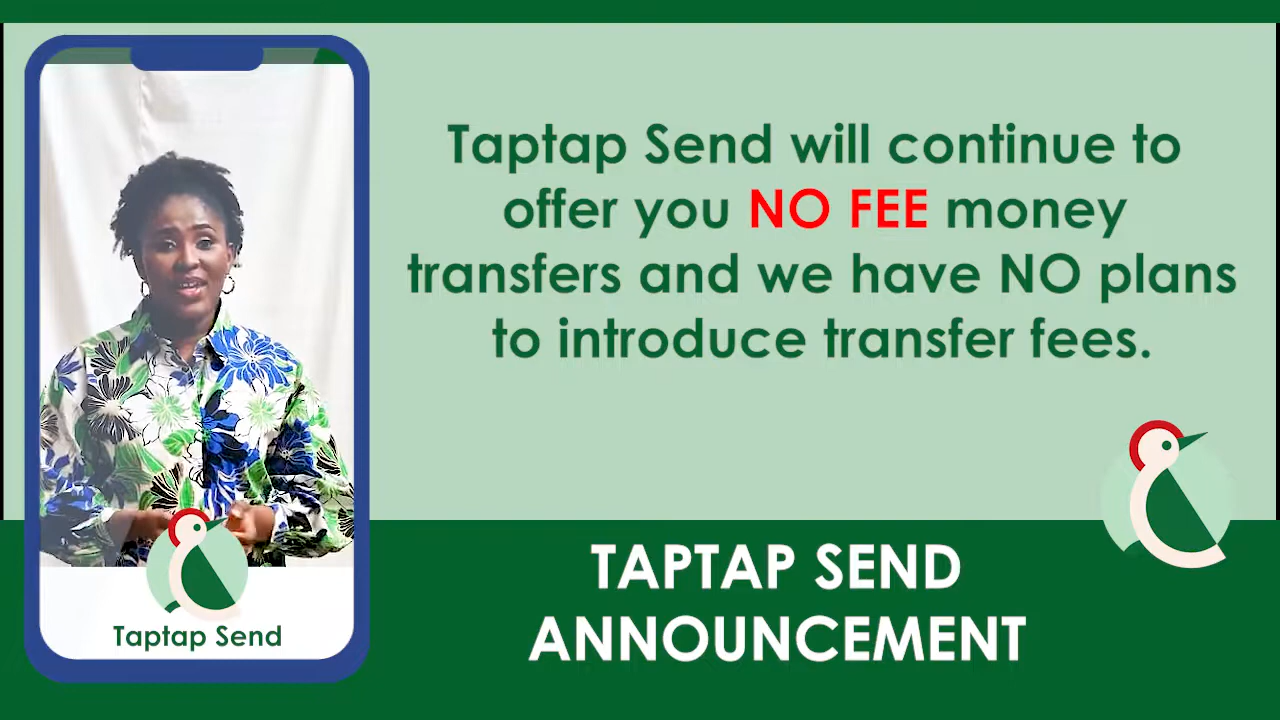 Taptap Send will continue to
offer you NO FEE money
transfers and we have NO plans
to introduce transfer fees.
TAPTAP SEND
ANNOUNCEMENT
Taptap Send